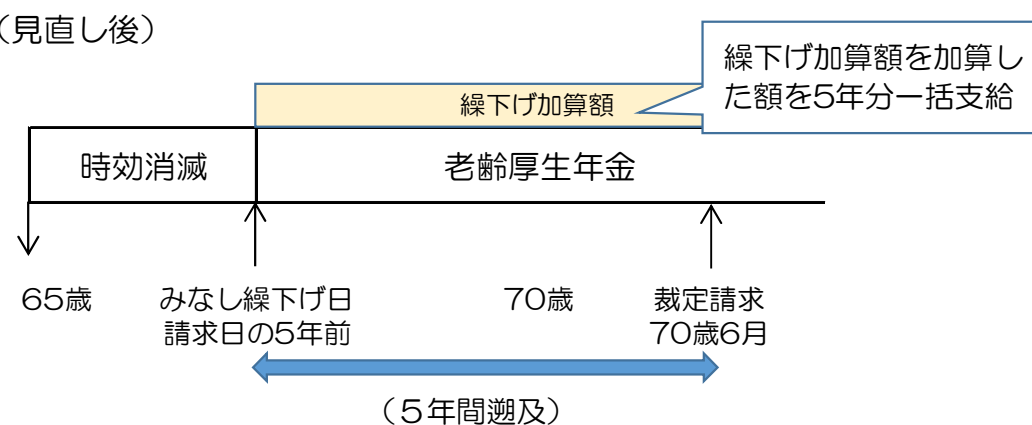 （見直し後）
繰下げ加算額を加算し
た額を5年分一括支給
繰下げ加算額
時効消滅
老齢厚生年金
65歳
みなし繰下げ日
請求日の5年前
70歳
裁定請求
70歳6月
（５年間遡及）